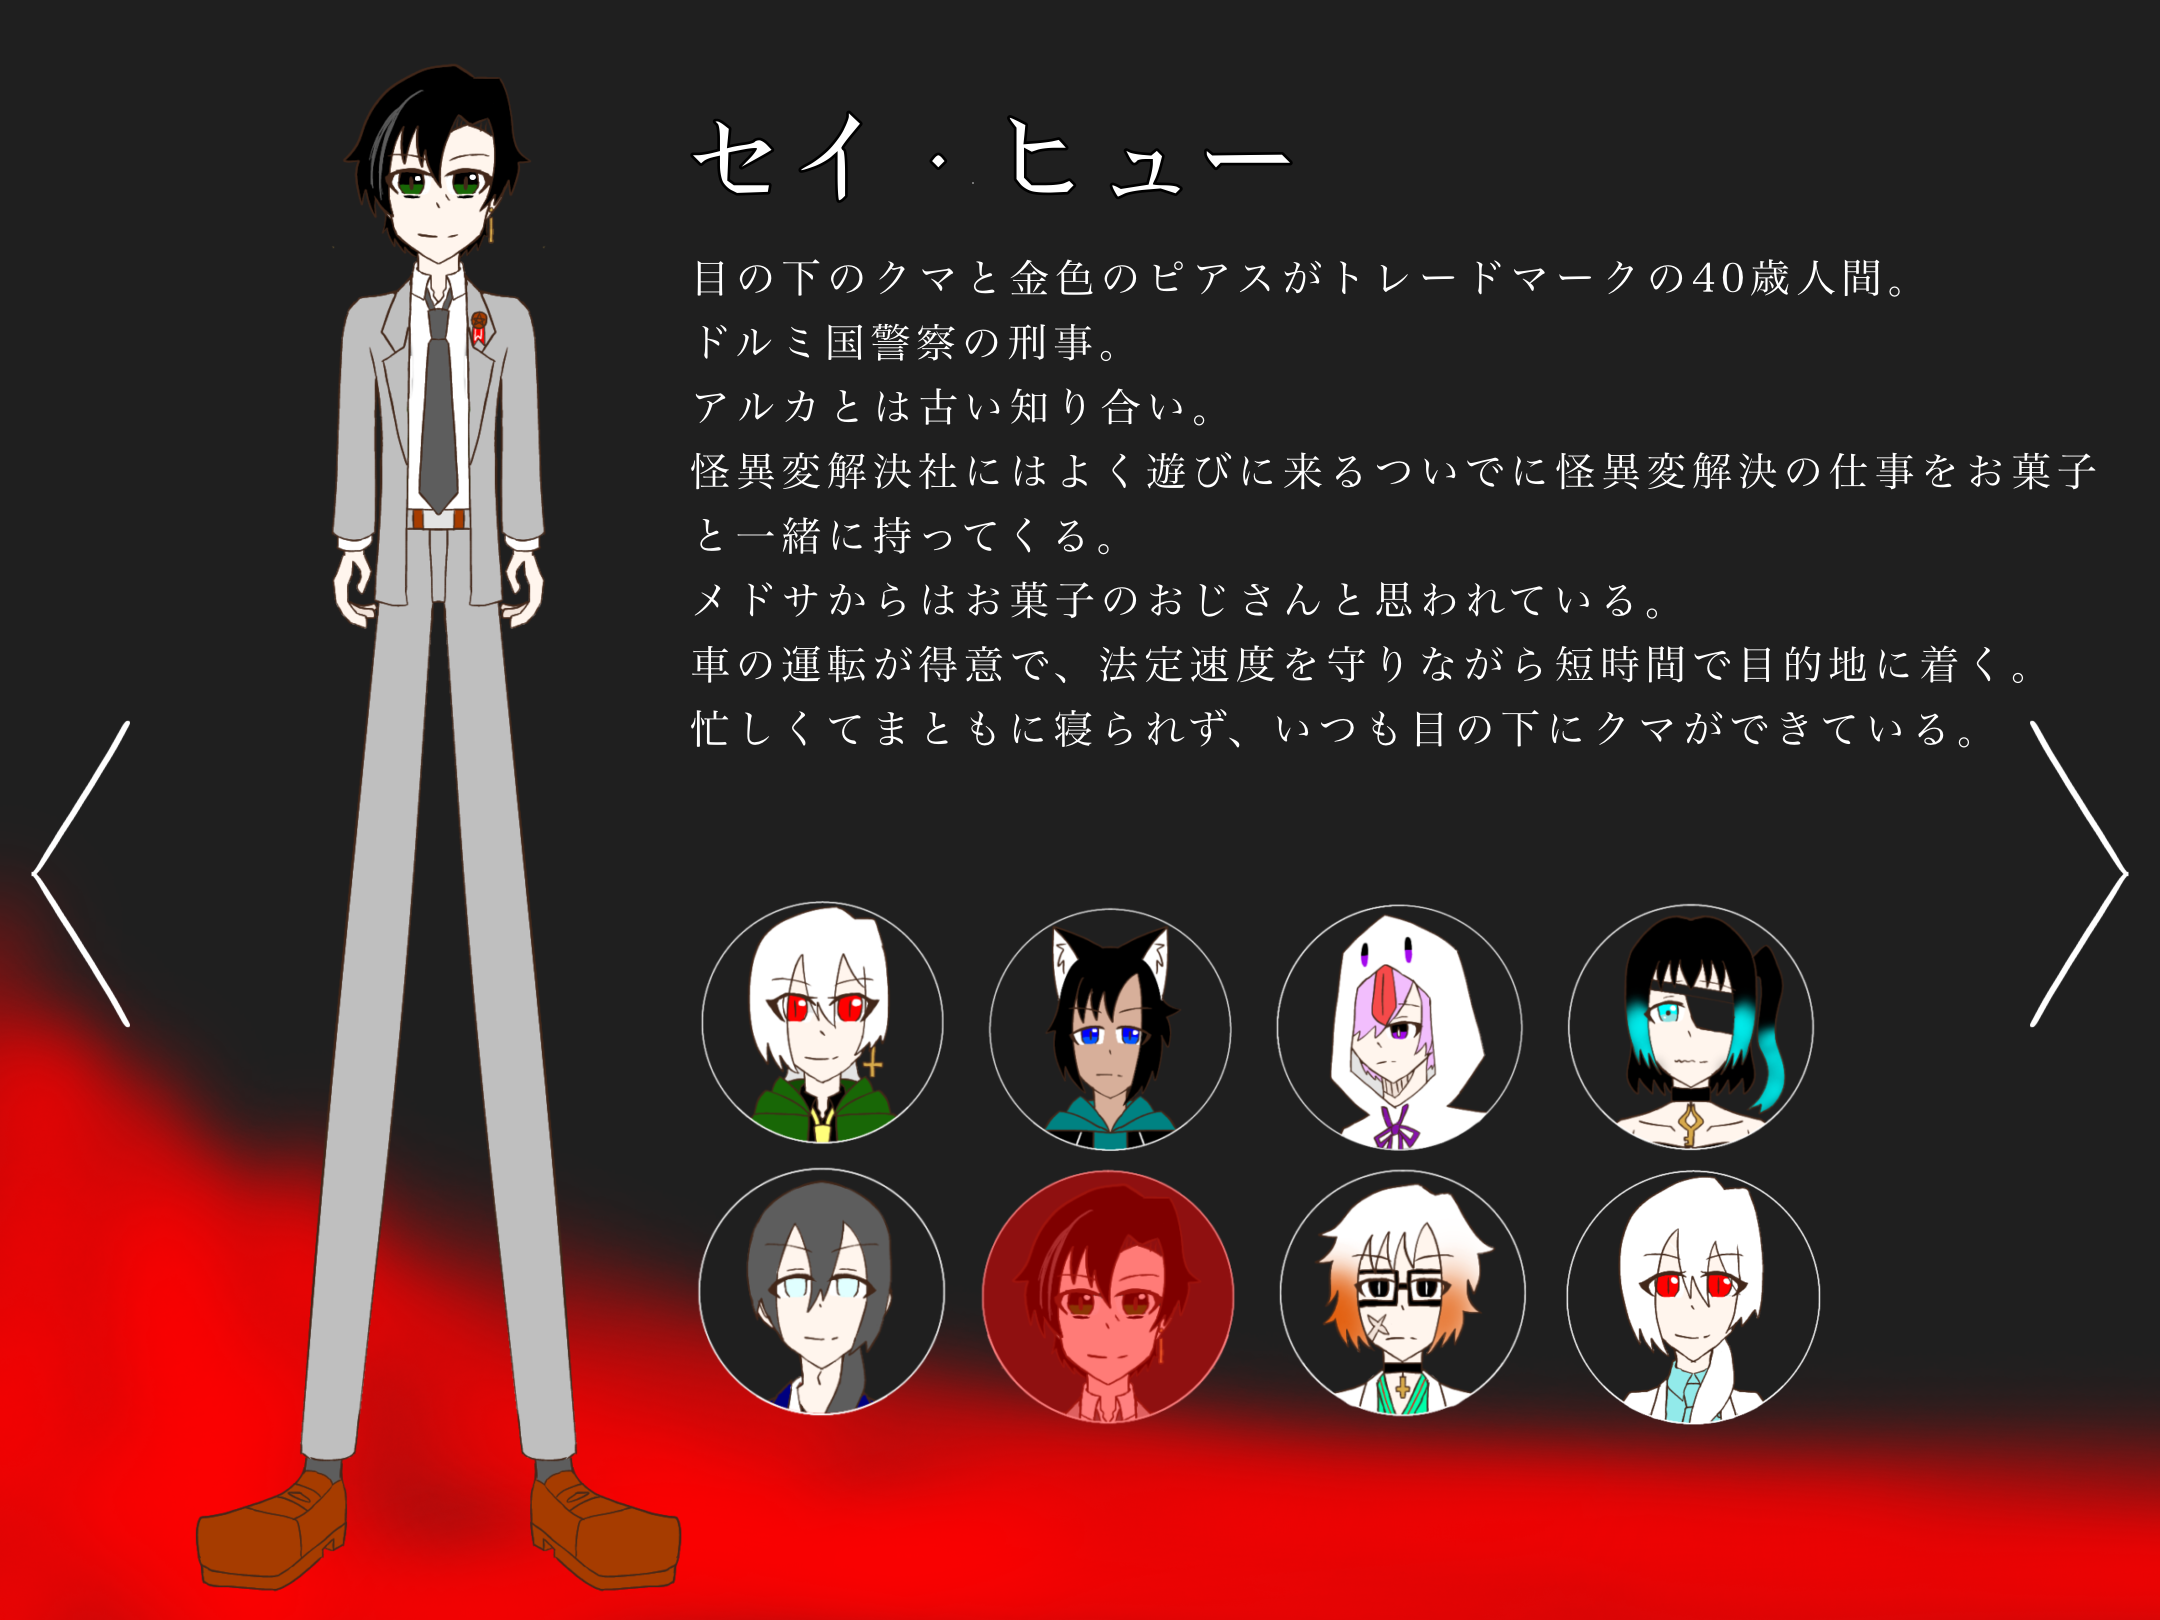 セイ・ヒュー
目の下のクマと金色のピアスがトレードマークの40歳人間。
ドルミ国警察の刑事。
アルカとは古い知り合い。
怪異変解決社にはよく遊びに来るついでに怪異変解決の仕事をお菓子
と一緒に持ってくる。
メドサからはお菓子のおじさんと思われている。
車の運転が得意で、法定速度を守りながら短時間で目的地に着く。
忙しくてまともに寝られず、いつも目の下にクマができている。